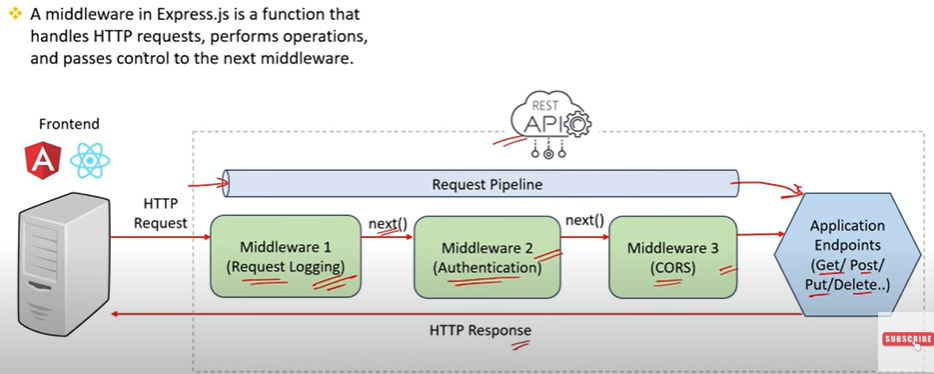 A middleware in Express.js is a function that
handles HTTP requests, performs operations,
and passes control to the next middleware.
REST
API
Frontend
A
Request Pipeline
HTTP
Request
next()
next()
Middleware 1
(Request Logging)
Middleware 2
(Authentication)
Middleware 3
(CORS)
Application
Endpoints
(Get/ Post/
Put/Delete..)
HTTP Response
SUBSCRIBE